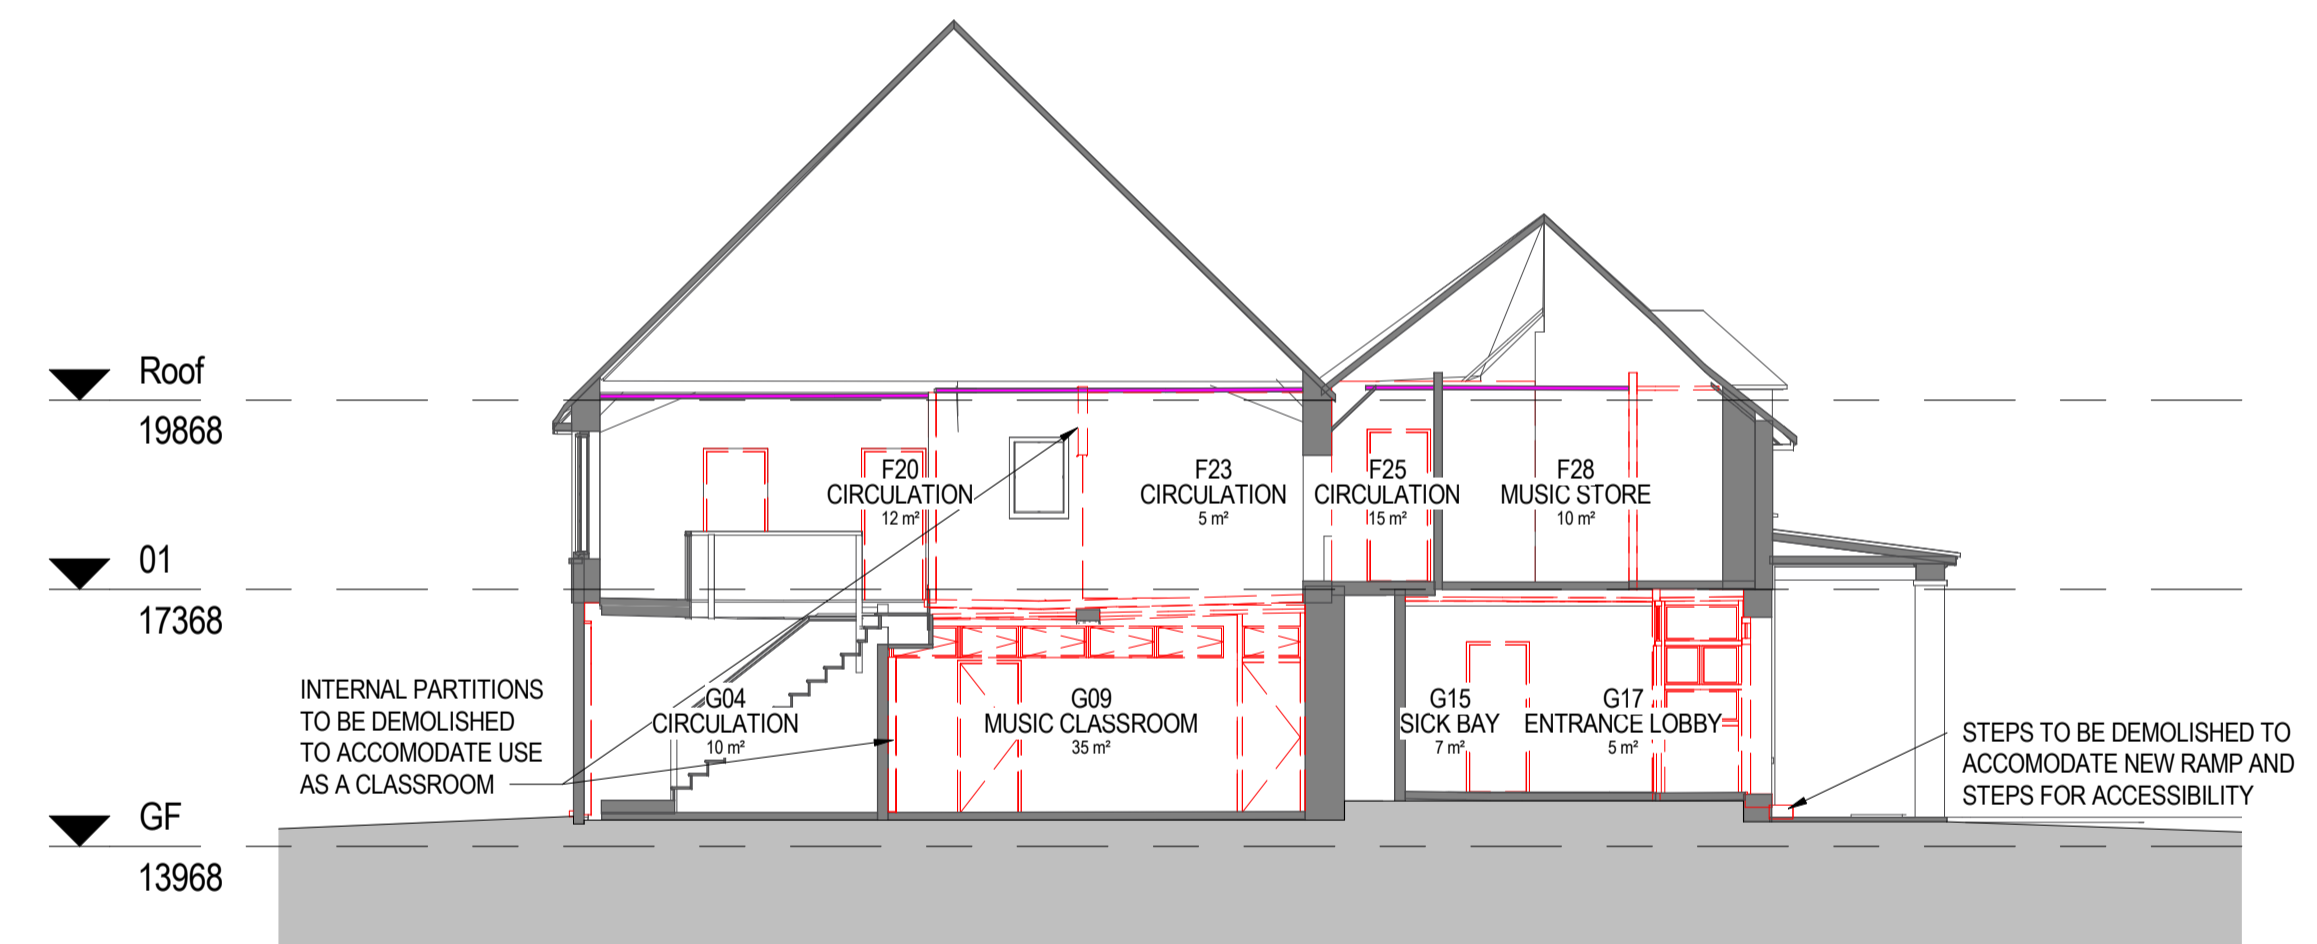 Roof
19868
01
17368
GF
13968
F20
CIRCULATION
12 m²
F23
CIRCULATION
5 m²
F25
CIRCULATION
15 m²
F28
MUSIC STORE
10 m²
G04
CIRCULATION
10 m²
G09
MUSIC CLASSROOM
35 m²
G15
SICK BAY
7 m²
G17
ENTRANCE LOBBY
5 m²
INTERNAL PARTITIONS
TO BE DEMOLISHED
TO ACCOMODATE USE
AS A CLASSROOM
STEPS TO BE DEMOLISHED TO
ACCOMODATE NEW RAMP AND
STEPS FOR ACCESSIBILITY